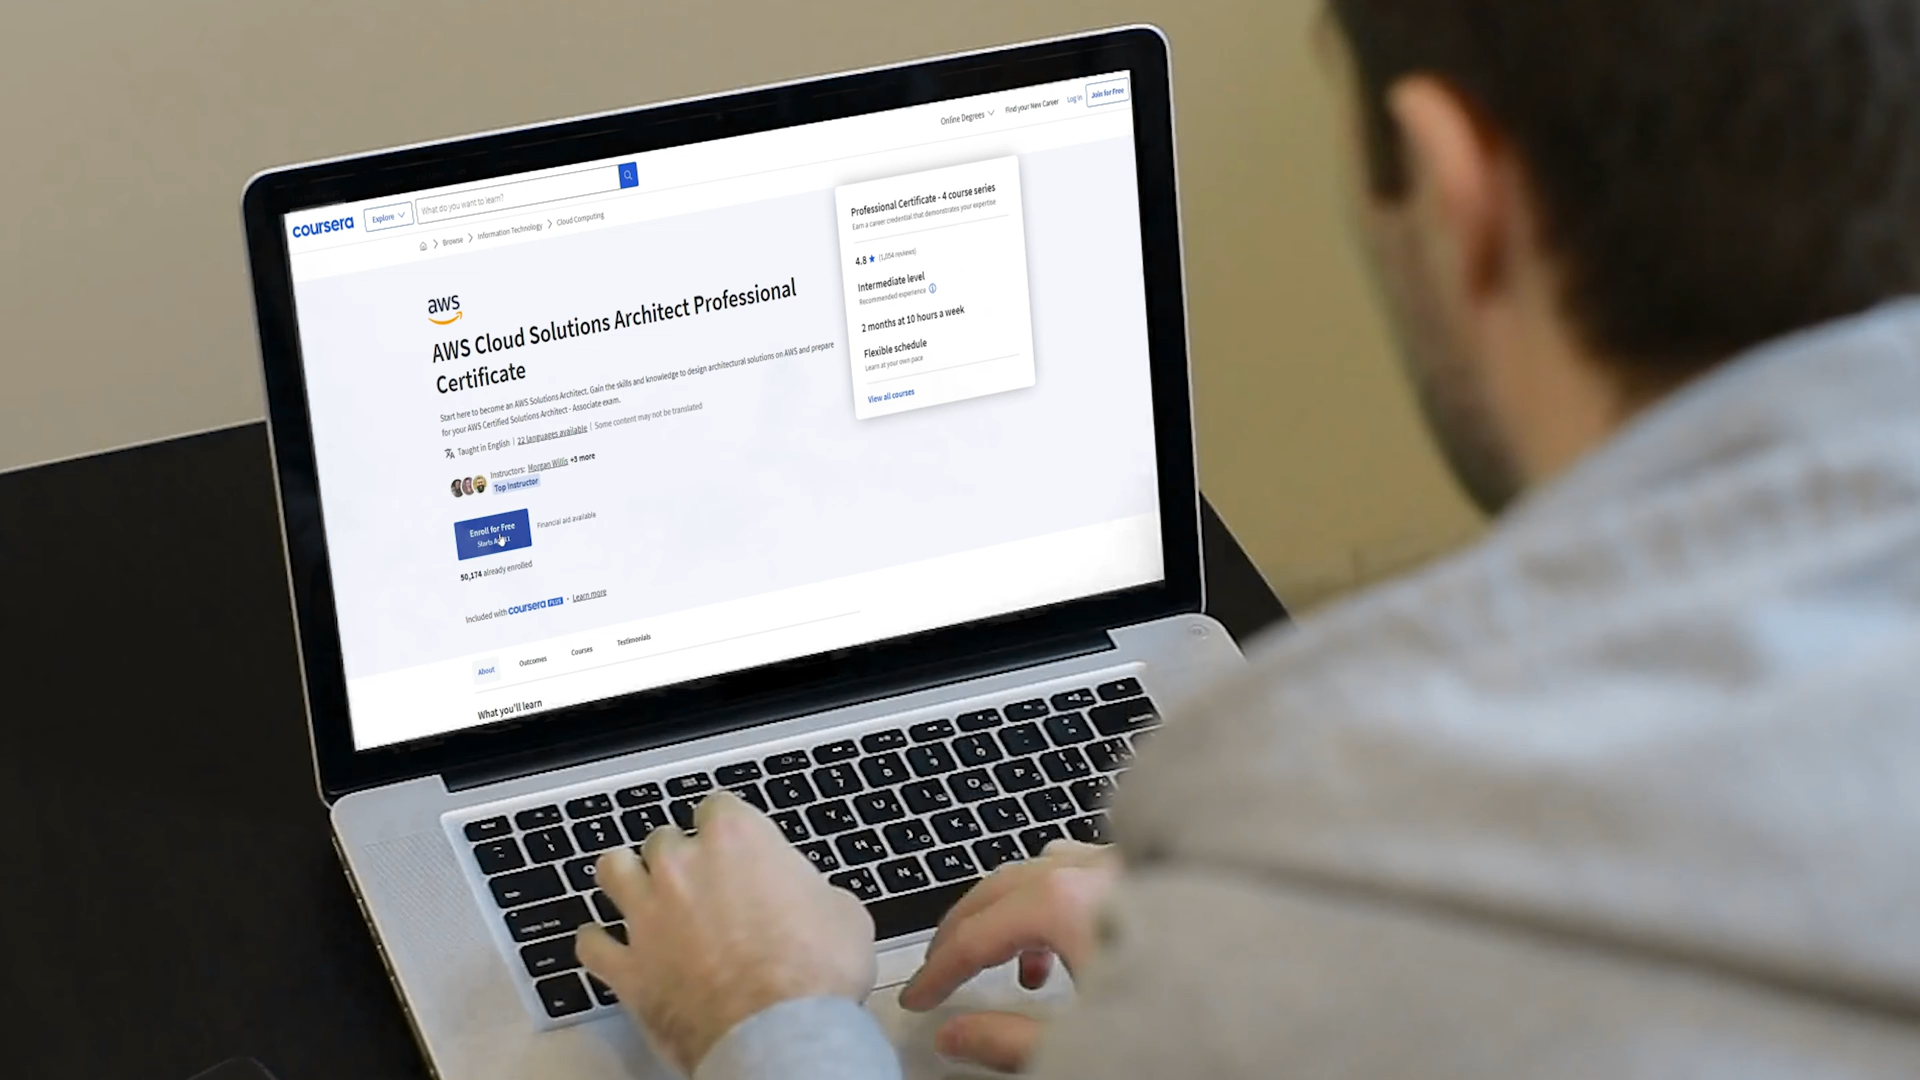 Online Degrees
Find your New Career
Log In
Join for Free
coursera
Explore
What do you want to learn?
Browse
Information Technology
Cloud Computing
aws
AWS Cloud Solutions Architect Professional
Certificate
Start here to become an AWS Solutions Architect. Gain the skills and knowledge to design architectural solutions on AWS and prepare
for your AWS Certified Solutions Architect - Associate exam.
Taught in English | 22 languages available | Some content may not be translated
Instructors: Morgan Willis +3 more
Top Instructor
Enroll for Free
Starts
Financial aid available
50,174 already enrolled
Included with coursera PLUS • Learn more
About
Outcomes
Courses
Testimonials
What you'll learn
Professional Certificate - 4 course series
Earn a career credential that demonstrates your expertise
4.8 ★ (1,054 reviews)
Intermediate level
Recommended experience
2 months at 10 hours a week
Flexible schedule
Learn at your own pace
View all courses